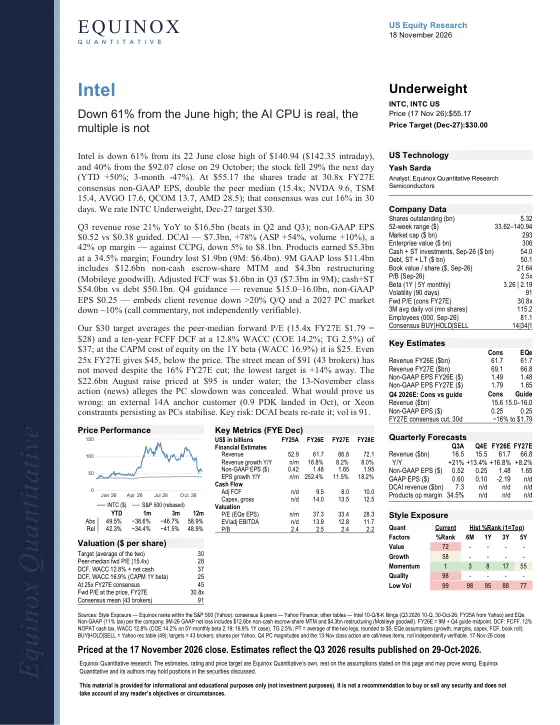 EQUINOX
QUANTITATIVE
US Equity Research
18 November 2026
Intel
Down 61% from the June high; the AI CPU is real, the
multiple is not
Intel is down 61% from its 22 June close high of $140.94 ($142.35 intraday),
and 40% from the $92.07 close on 29 October; the stock fell 29% the next day
(YTD +50%; 3-month -47%). At $55.17 the shares trade at 30.8x FY27E
consensus non-GAAP EPS, double the peer median (15.4x; NVDA 9.6, TSM
15.4, AVGO 17.6, QCOM 13.7, AMD 28.5); that consensus was cut 16% in 30
days. We rate INTC Underweight, Dec-27 target $30.
Q3 revenue rose 21% YoY to $16.5bn (beats in Q2 and Q3); non-GAAP EPS
$0.52 vs $0.38 guided. DCAI — $7.3bn, +78% (ASP +54%, volume +10%), a
42% op margin — against CCPG, down 5% at $8.1bn. Products earned $5.3bn
at a 34.5% margin; Foundry lost $1.9bn (9M: $6.4bn). 9M GAAP loss $11.4bn
includes $12.6bn non-cash escrow-share MTM and $4.3bn restructuring
(Mobileye goodwill). Adjusted FCF was $1.6bn in Q3 ($7.3bn in 9M); cash+ST
$54.0bn vs debt $50.1bn. Q4 guidance — revenue $15.0–16.0bn, non-GAAP
EPS $0.25 — embeds client revenue down >20% Q/Q and a 2027 PC market
down ~10% (call commentary, not independently verifiable).
Our $30 target averages the peer-median forward P/E (15.4x FY27E $1.79 =
$28) and a ten-year FCFF DCF at a 12.8% WACC (COE 14.2%; TG 2.5%) of
$37; at the CAPM cost of equity on the 1Y beta (WACC 16.9%) it is $25. Even
25x FY27E gives $45, below the price. The street mean of $91 (43 brokers) has
not moved despite the 16% FY27E cut; the lowest target is +14% away. The
$22.6bn August raise priced at $95 is under water; the 13-November class
action (news) alleges the PC slowdown was concealed. What would prove us
wrong: an external 14A anchor customer (0.9 PDK landed in Oct), or Xeon
constraints persisting as PCs stabilise. Key risk: DCAI beats re-rate it; vol is 91.
Underweight
INTC, INTC US
Price (17 Nov 26):$55.17
Price Target (Dec-27):$30.00
US Technology
Yash Sarda
Analyst, Equinox Quantitative Research
Semiconductors
Company Data
Shares outstanding (bn) 5.32
52-week range ($) 33.62–140.94
Market cap ($ bn) 293
Enterprise value ($ bn) 306
Cash + ST investments, Sep-26 ($ bn) 54.0
Debt, ST + LT ($ bn) 50.1
Book value / share ($, Sep-26) 21.64
P/B (Sep-26) 2.5x
Beta (1Y | 5Y monthly) 3.26 | 2.19
Volatility (90 days) 91
Fwd P/E (cons FY27E) 30.8x
3M avg daily vol (mn shares) 115.2
Employees (000, Sep-26) 81.1
Consensus BUY|HOLD|SELL 14|34|1
Key Estimates
Cons EQe
Revenue FY26E ($bn) 61.7 61.7
Revenue FY27E ($bn) 69.1 66.8
Non-GAAP EPS FY26E ($) 1.49 1.48
Non-GAAP EPS FY27E ($) 1.79 1.65
Q4 2026E: Cons vs guide Cons Guide
Revenue ($bn) 15.6 15.0–16.0
Non-GAAP EPS ($) 0.25 0.25
FY27E consensus cut, 30d −16% to $1.79
Quarterly Forecasts
Q3A Q4E FY26E FY27E
Revenue ($bn) 16.5 15.5 61.7 66.8
Y/Y +21% +13.4% +16.8% +8.2%
Non-GAAP EPS ($) 0.52 0.25 1.48 1.65
GAAP EPS ($) 0.60 0.10 -2.19 n/d
DCAI revenue ($bn) 7.3 n/d n/d n/d
Products op margin 34.5% n/d n/d n/d
Style Exposure
Quant Current Hist %Rank (1=Top)
Factors %Rank 6M 1Y 3Y 5Y
Value 72 - - - -
Growth 58 - - - -
Momentum 1 3 8 17 55
Quality 98 - - - -
Low Vol 99 98 95 88 77
Price Performance
150
100
50
0
Jan 26 Apr 26 Jul 26 Oct 26
INTC ($) S&P 500 (rebased)
YTD 1m 3m 12m
Abs 49.5% −38.6% −46.7% 58.9%
Rel 42.3% −34.4% −41.5% 48.9%
Valuation ($ per share)
Target (average of the two) 30
Peer-median fwd P/E (15.4x) 28
DCF, WACC 12.8% + net cash 37
DCF, WACC 16.9% (CAPM 1Y beta) 25
At 25x FY27E consensus 45
Fwd P/E at the price, FY27E 30.8x
Consensus mean (43 brokers) 91
Key Metrics (FYE Dec)
US$ in billions FY25A FY26E FY27E FY28E
Financial Estimates
Revenue 52.9 61.7 66.8 72.1
Revenue growth Y/Y n/m 16.8% 8.2% 8.0%
Non-GAAP EPS ($) 0.42 1.48 1.65 1.95
EPS growth Y/Y n/m 252.4% 11.5% 18.2%
Cash Flow
Adj FCF n/d 9.5 8.0 10.0
Capex, gross n/d 14.0 13.5 12.5
Valuation
P/E (EQe EPS) n/m 37.3 33.4 28.3
EV/adj EBITDA n/d 13.9 12.8 11.7
P/B 2.4 2.5 2.4 2.2
Equinox Quantitative
Priced at the 17 November 2026 close. Estimates reflect the Q3 2026 results published on 29-Oct-2026.
Equinox Quantitative research. The estimates, rating and price target are Equinox Quantitative's own, rest on the assumptions stated on this page and may prove wrong. Equinox
Quantitative and its authors may hold positions in the securities discussed.
This material is provided for informational and educational purposes only (not investment purposes). It is not a recommendation to buy or sell any security and does not
take account of any reader's objectives or circumstances.